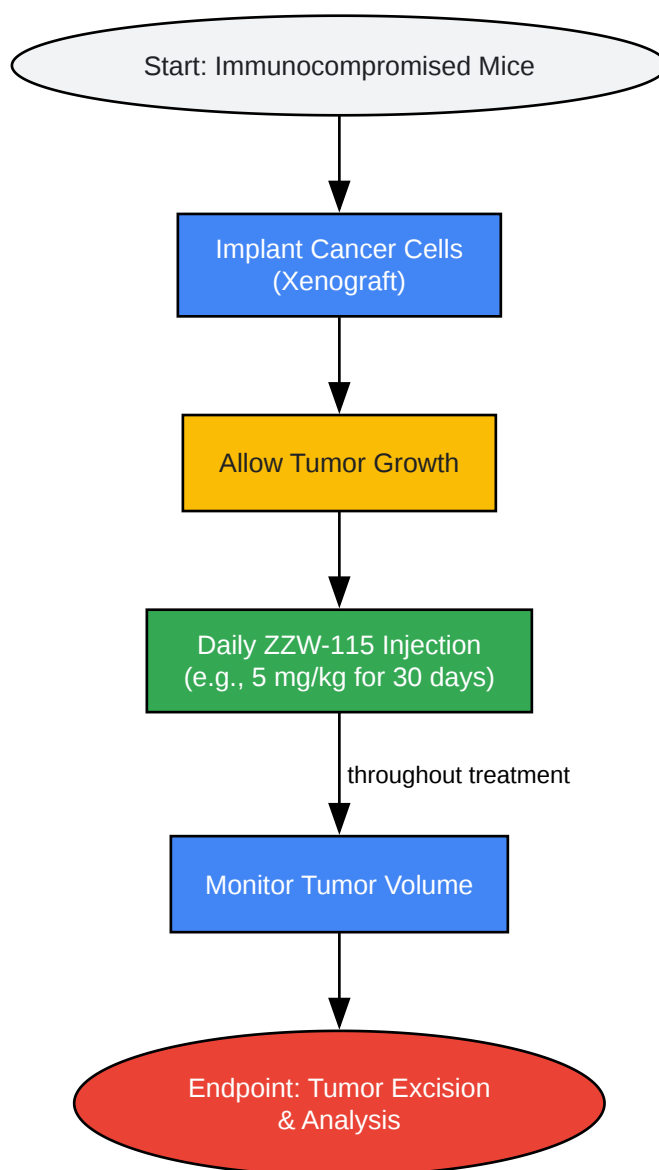 Start: Immunocompromised Mice
Implant Cancer Cells
(Xenograft)
Allow Tumor Growth
Daily ZZW-115 Injection
(e.g., 5 mg/kg for 30 days)
throughout treatment
Monitor Tumor Volume
Endpoint: Tumor Excision
& Analysis